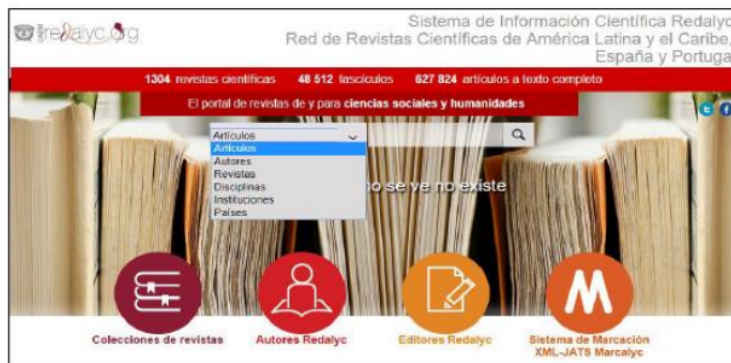 UAEM redalyc.org
Sistema de Información Científica Redalyc
Red de Revistas Científicas de América Latina y el Caribe,
España y Portuga
1304 revistas científicas 48 512 fascículos 627 824 artículos a texto completo
El portal de revistas de y para ciencias sociales y humanidades
Artículos
Artículos
Autores
Revistas
Disciplinas
Instituciones
Países
no se ve no existe
Colecciones de revistas
Autores Redalyc
Editores Redalyc
Sistema de Marcación
XML-JATS Marcalyc